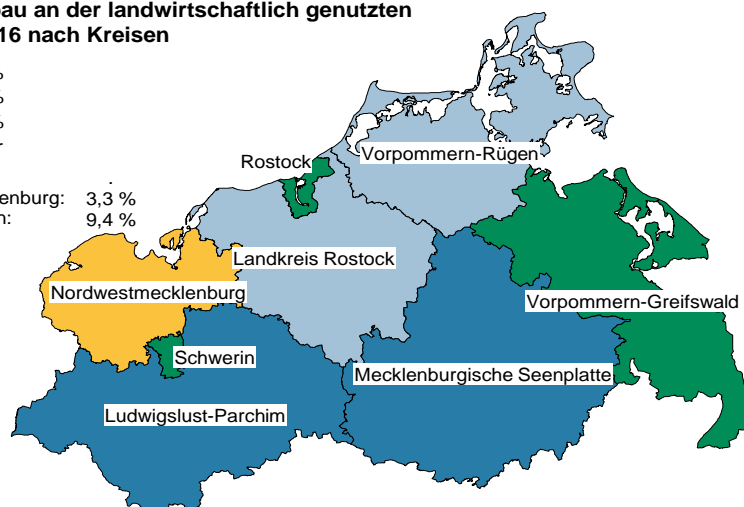 au an der landwirtschaftlich genutzten
16 nach Kreisen
%
%
%
enburg: 3,3 %
n: 9,4 %
Rostock
Vorpommern-Rügen
Landkreis Rostock
Nordwestmecklenburg
Vorpommern-Greifswald
Schwerin
Mecklenburgische Seenplatte
Ludwigslust-Parchim